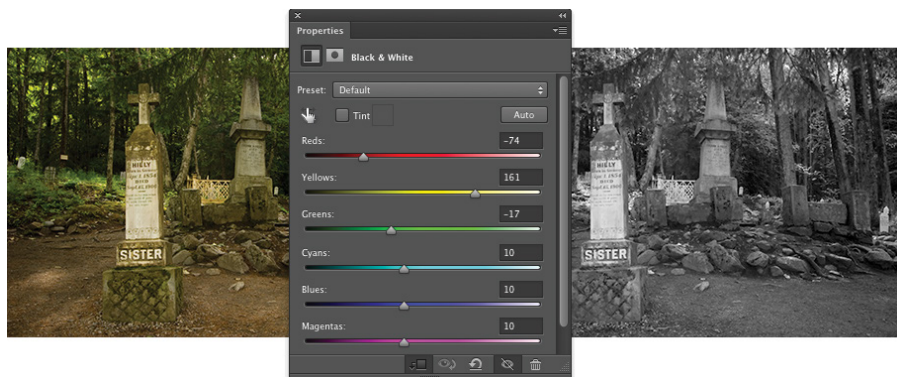 Properties
Black & White
Preset: Default
Tint
Auto
Reds: -74
Yellows: 161
Greens: -17
Cyans: 10
Blues: 10
Magentas: 10
SISTER
SISTER